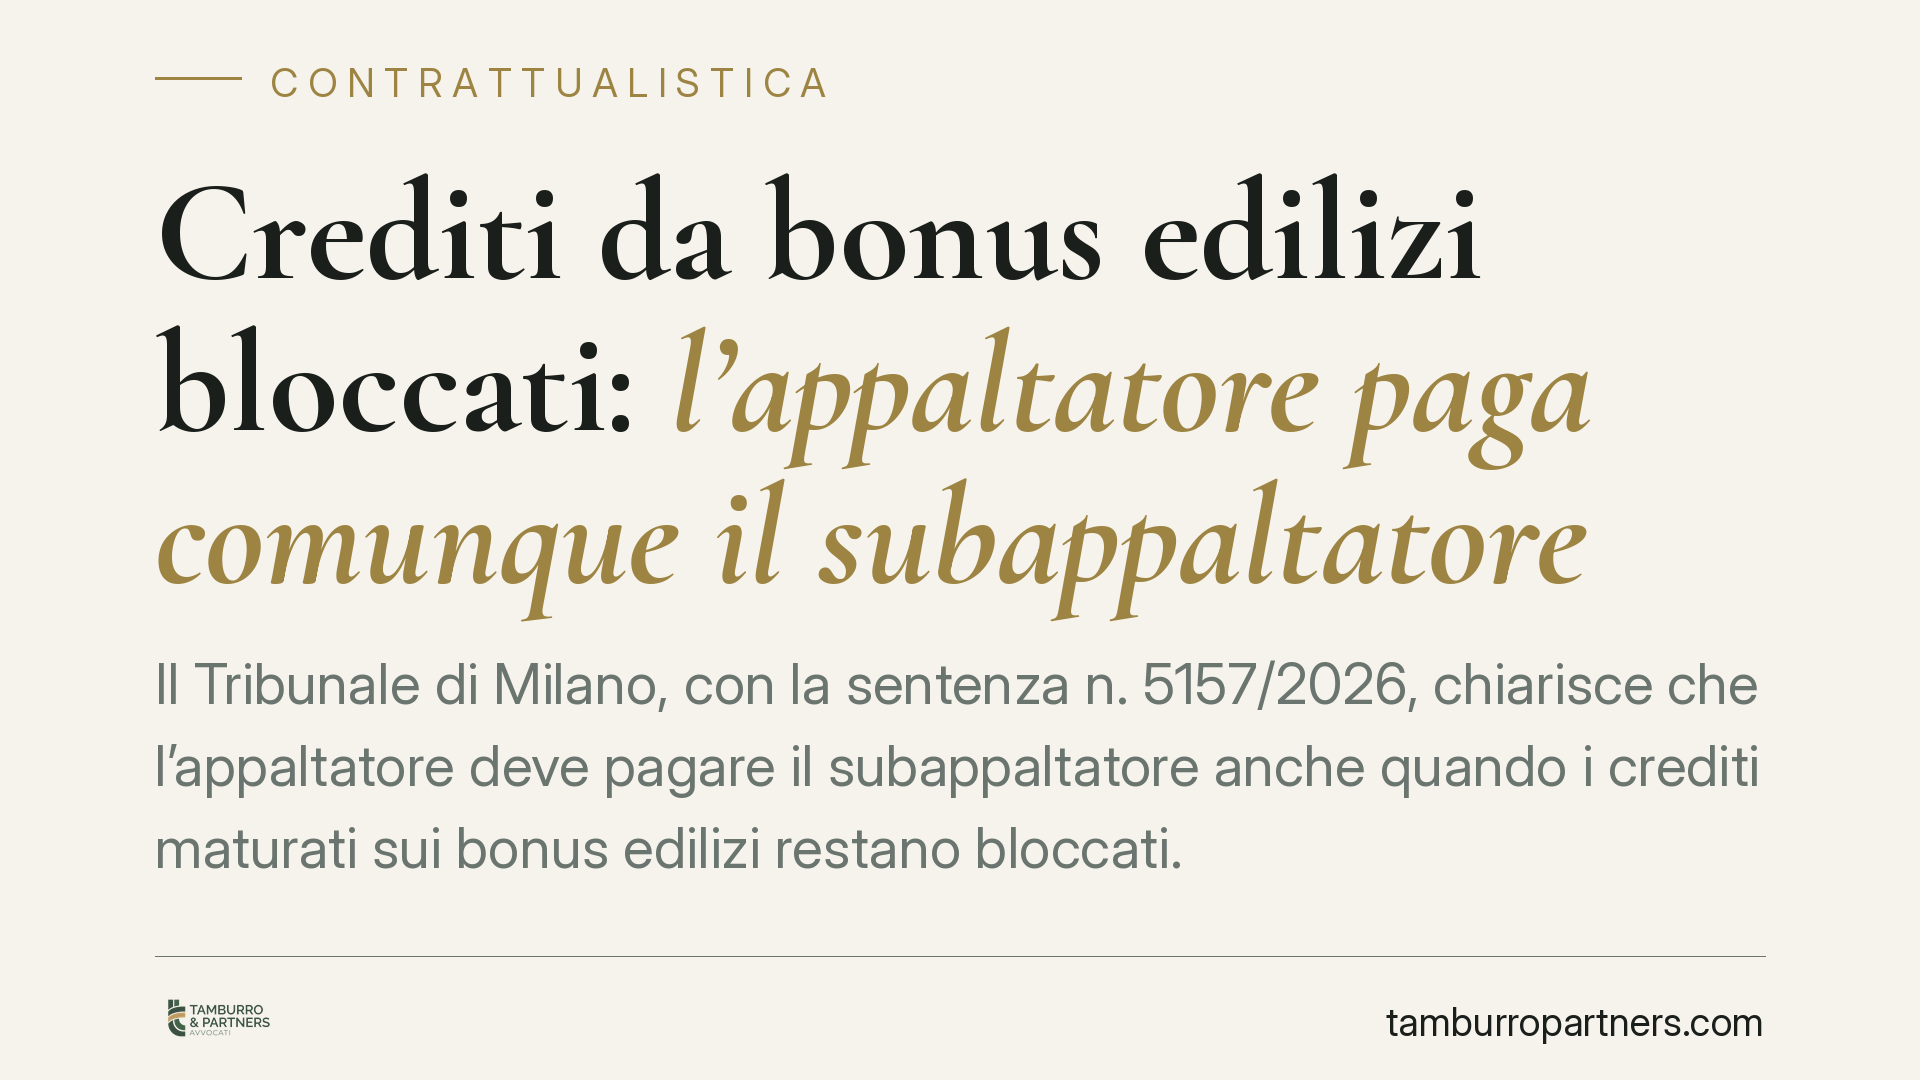 CONTRATTUALISTICA
Crediti da bonus edilizi
bloccati: l’appaltatore paga
comunque il subappaltatore
Il Tribunale di Milano, con la sentenza n. 5157/2026, chiarisce che
l’appaltatore deve pagare il subappaltatore anche quando i crediti
maturati sui bonus edilizi restano bloccati.
TAMBURRO
& PARTNERS
AVVOCATI
tamburropartners.com